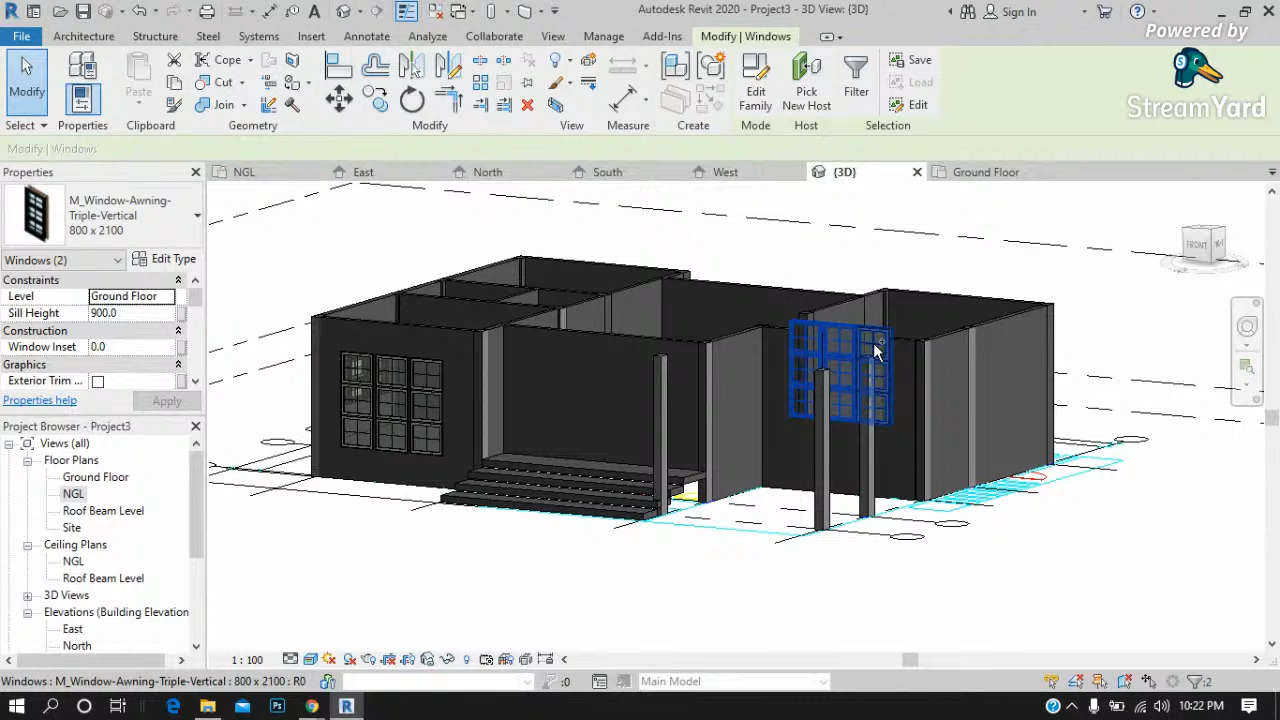 Autodesk Revit 2020 - Project3 - 3D View: {3D}
Sign In
Powered by
StreamYard
File
Architecture
Structure
Steel
Systems
Insert
Annotate
Analyze
Collaborate
View
Manage
Add-Ins
Modify | Windows
Modify
Paste
Cope
Cut
Join
Edit
Family
Pick
New Host
Filter
Save
Load
Edit
Select
Properties
Clipboard
Geometry
Modify
View
Measure
Create
Mode
Host
Selection
Modify | Windows
Properties
M_Window-Awning-
Triple-Vertical
800 x 2100
Windows (2)
Edit Type
Constraints
Level
Ground Floor
Sill Height
900.0
Construction
Window Inset
0.0
Graphics
Exterior Trim ...
Properties help
Apply
Project Browser - Project3
Views (all)
Floor Plans
Ground Floor
NGL
Roof Beam Level
Site
Ceiling Plans
NGL
Roof Beam Level
3D Views
Elevations (Building Elevation
East
North
NGL
East
North
South
West
{3D}
Ground Floor
FRONT
1 : 100
Windows : M_Window-Awning-Triple-Vertical : 800 x 2100 : R0
:0
Main Model
:2
10:22 PM